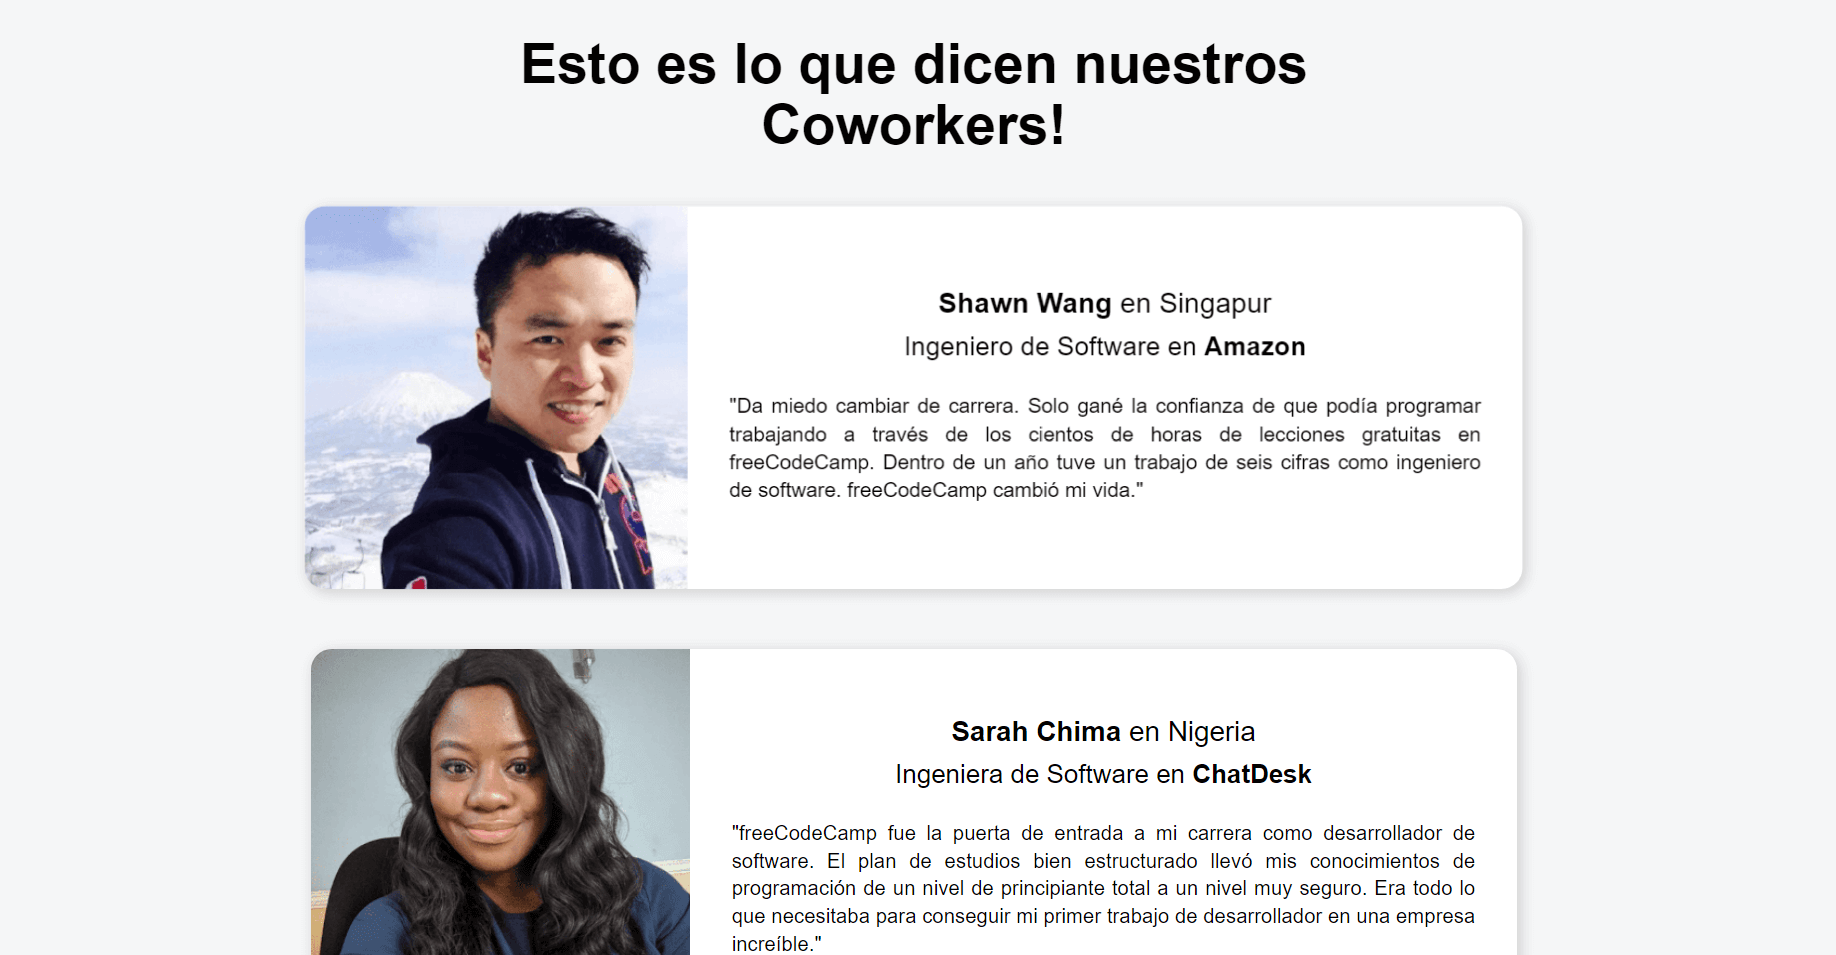 Esto es lo que dicen nuestros
Coworkers!
Shawn Wang en Singapur
Ingeniero de Software en Amazon
"Da miedo cambiar de carrera. Solo gané la confianza de que podía programar
trabajando a través de los cientos de horas de lecciones gratuitas en
freeCodeCamp. Dentro de un año tuve un trabajo de seis cifras como ingeniero
de software. freeCodeCamp cambió mi vida."
Sarah Chima en Nigeria
Ingeniera de Software en ChatDesk
"freeCodeCamp fue la puerta de entrada a mi carrera como desarrollador de
software. El plan de estudios bien estructurado llevó mis conocimientos de
programación de un nivel de principiante total a un nivel muy seguro. Era todo lo
que necesitaba para conseguir mi primer trabajo de desarrollador en una empresa
increíble."